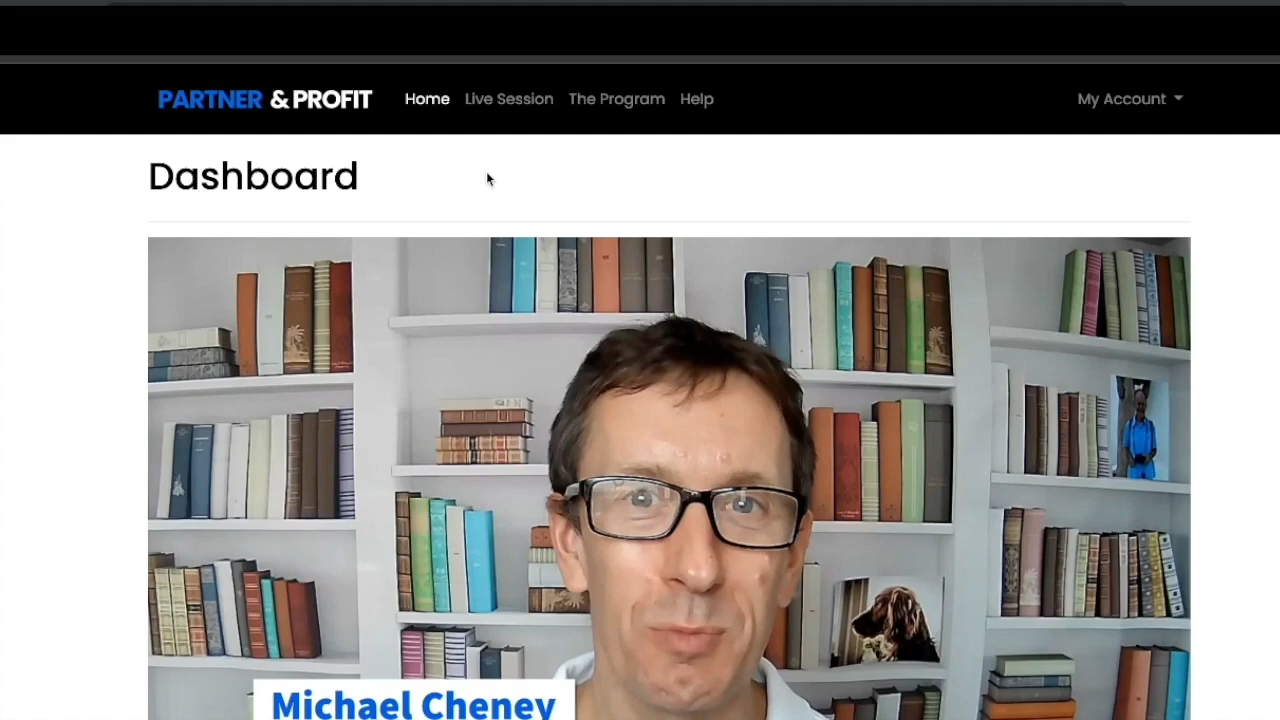 PARTNER & PROFIT Home Live Session The Program Help My Account
Dashboard
Michael Cheney